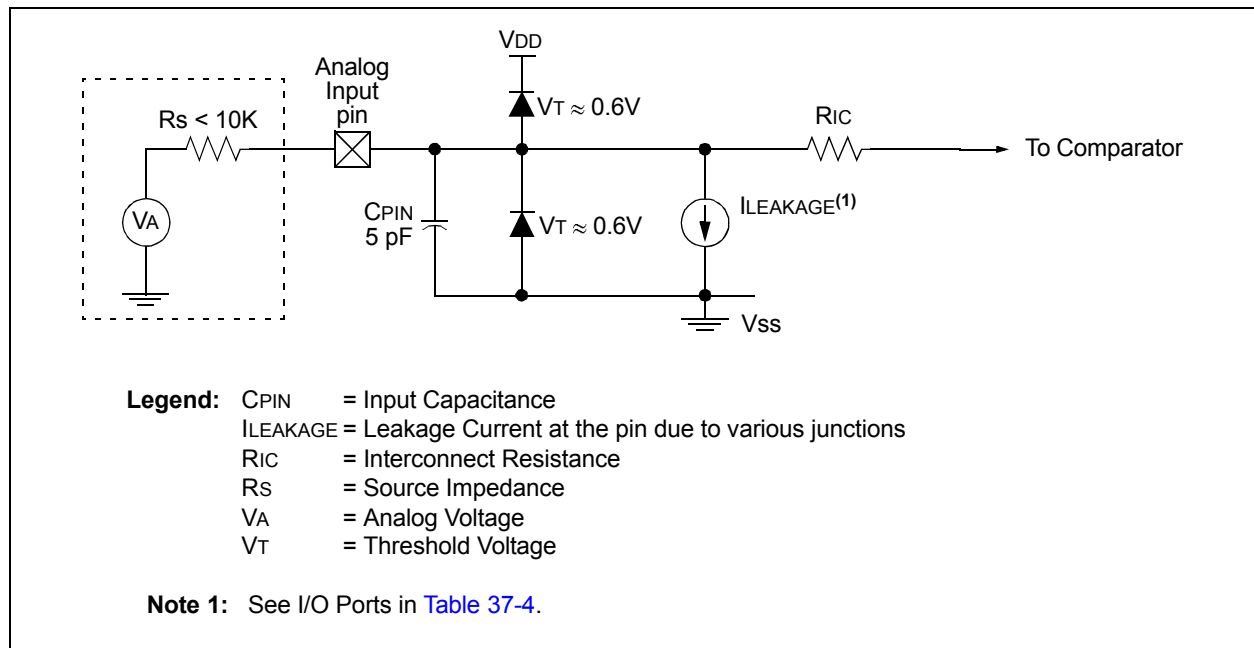 VDD
Analog
Input
pin
VT ≈ 0.6V
Rs < 10K
RIC
To Comparator
VA
CPIN
5 pF
VT ≈ 0.6V
ILEAKAGE(1)
Vss
Legend: CPIN = Input Capacitance
ILEAKAGE = Leakage Current at the pin due to various junctions
RIC = Interconnect Resistance
RS = Source Impedance
VA = Analog Voltage
VT = Threshold Voltage
Note 1: See I/O Ports in Table 37-4.